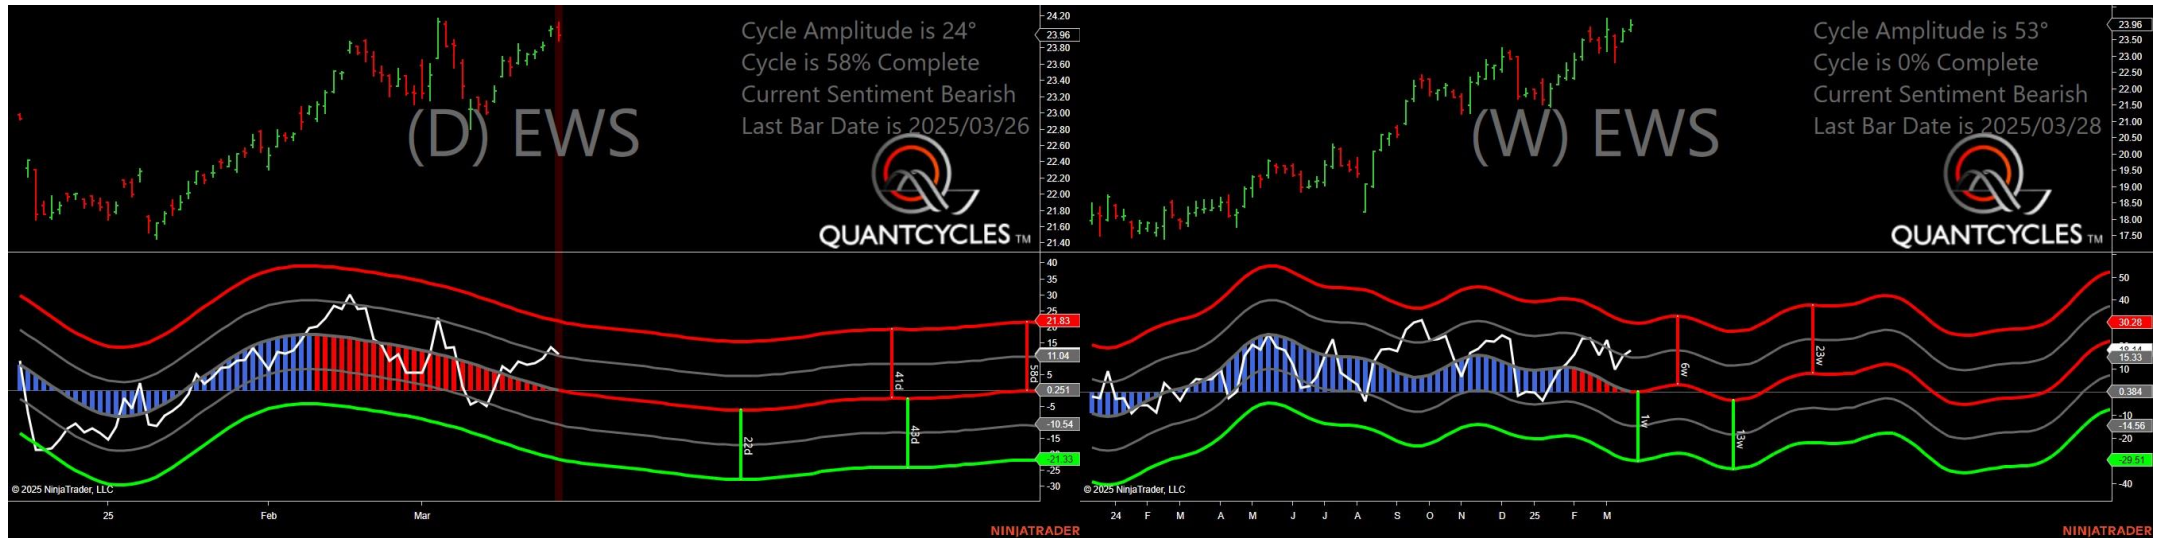 Cycle Amplitude is 24°
Cycle is 58% Complete
Current Sentiment Bearish
Last Bar Date is 2025/03/26
(D) EWS
QUANTCYCLES TM
24.20
23.96
23.80
23.60
23.40
23.20
23.00
22.80
22.60
22.40
22.20
22.00
21.80
21.60
21.40
40
35
30
25
21.83
15
11.04
5
0.251
-5
-10.54
-15
-21.33
-25
-30
22d
41d
43d
58d
© 2025 NinjaTrader, LLC
25 Feb Mar
NINJATRADER
Cycle Amplitude is 53°
Cycle is 0% Complete
Current Sentiment Bearish
Last Bar Date is 2025/03/28
(W) EWS
QUANTCYCLES TM
23.96
23.50
23.00
22.50
22.00
21.50
21.00
20.50
20.00
19.50
19.00
18.50
18.00
17.50
50
40
30.28
15.33
10
0.384
-10
-14.56
-20
-29.51
-40
1w
6w
13w
23w
© 2025 NinjaTrader, LLC
24 F M A M J J A S O N D 25 F M
NINJATRADER